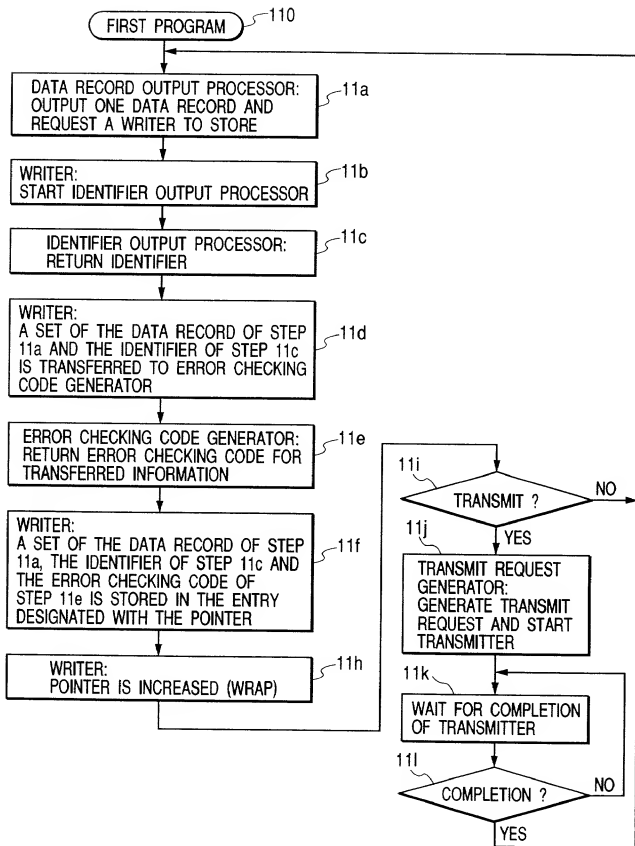 FIRST PROGRAM
110
DATA RECORD OUTPUT PROCESSOR:
OUTPUT ONE DATA RECORD AND
REQUEST A WRITER TO STORE
11a
WRITER:
START IDENTIFIER OUTPUT PROCESSOR
11b
IDENTIFIER OUTPUT PROCESSOR:
RETURN IDENTIFIER
11c
WRITER:
A SET OF THE DATA RECORD OF STEP
11a AND THE IDENTIFIER OF STEP 11c
IS TRANSFERRED TO ERROR CHECKING
CODE GENERATOR
11d
ERROR CHECKING CODE GENERATOR:
RETURN ERROR CHECKING CODE FOR
TRANSFERRED INFORMATION
11e
WRITER:
A SET OF THE DATA RECORD OF STEP
11a, THE IDENTIFIER OF STEP 11c AND
THE ERROR CHECKING CODE OF
STEP 11e IS STORED IN THE ENTRY
DESIGNATED WITH THE POINTER
11f
WRITER:
POINTER IS INCREASED (WRAP)
11h
11i
TRANSMIT ?
NO
YES
11j
TRANSMIT REQUEST
GENERATOR:
GENERATE TRANSMIT
REQUEST AND START
TRANSMITTER
11k
WAIT FOR COMPLETION
OF TRANSMITTER
11l
COMPLETION ?
NO
YES